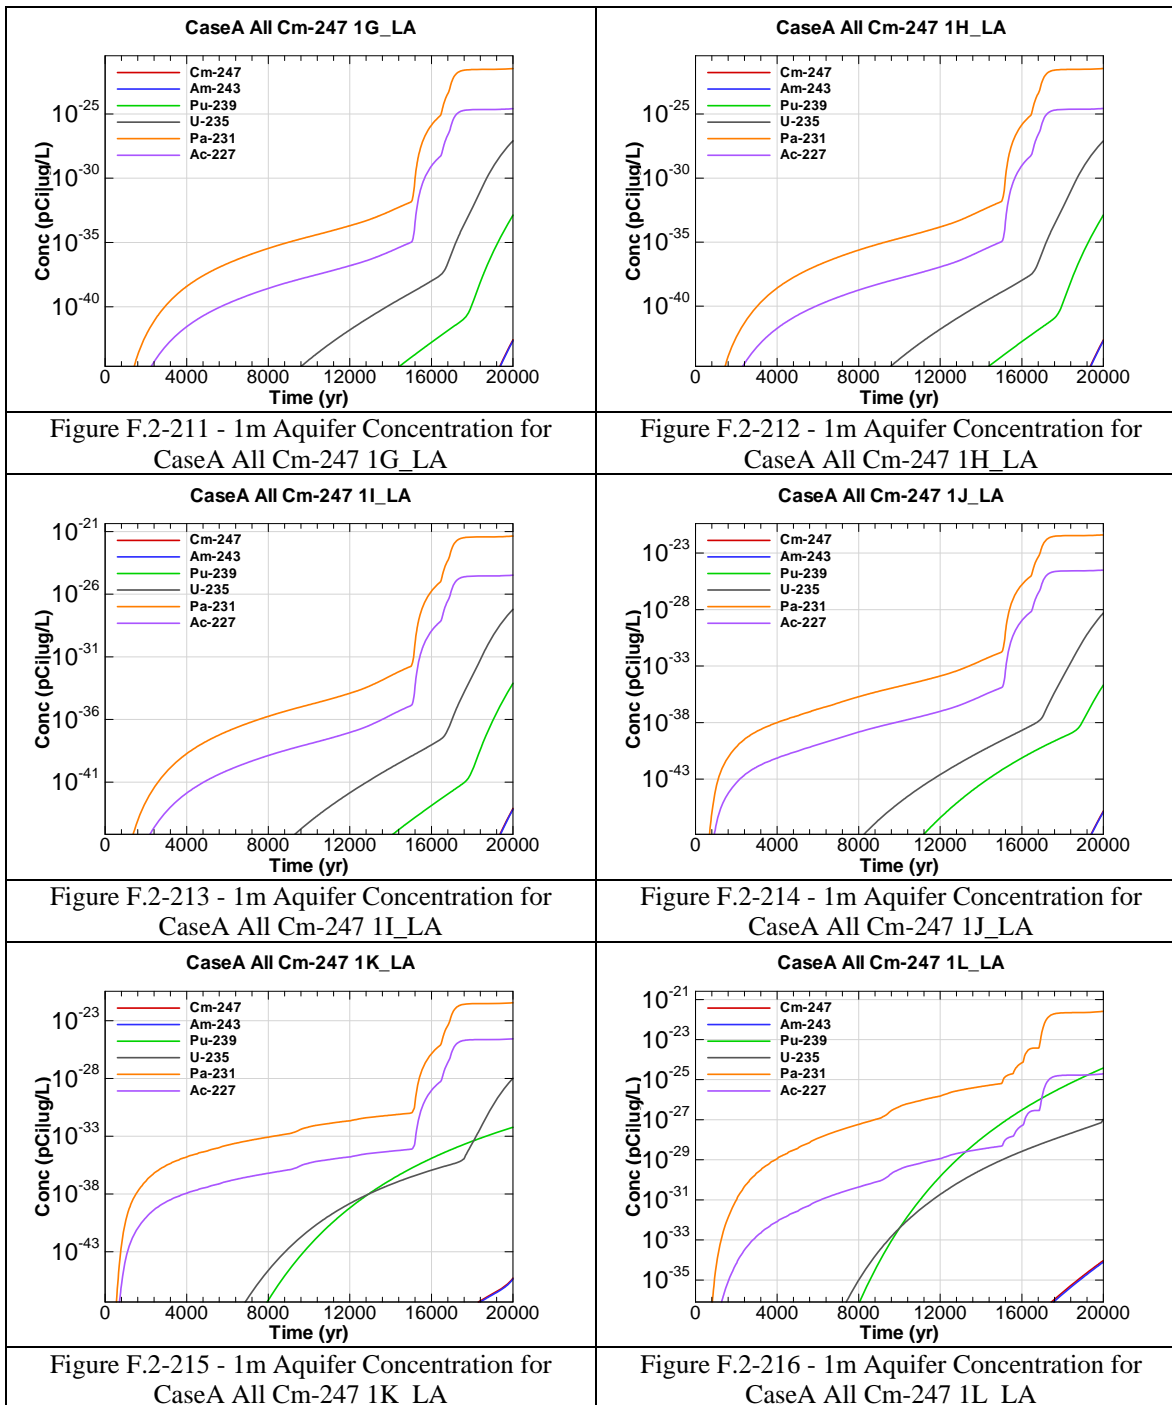 CaseA All Cm-247 1G_LA
Conc (pCi|ug/L)
10-25
10-30
10-35
10-40
Cm-247
Am-243
Pu-239
U-235
Pa-231
Ac-227
0 4000 8000 12000 16000 20000
Time (yr)
Figure F.2-211 - 1m Aquifer Concentration for
CaseA All Cm-247 1G_LA
CaseA All Cm-247 1H_LA
Conc (pCi|ug/L)
10-25
10-30
10-35
10-40
Cm-247
Am-243
Pu-239
U-235
Pa-231
Ac-227
0 4000 8000 12000 16000 20000
Time (yr)
Figure F.2-212 - 1m Aquifer Concentration for
CaseA All Cm-247 1H_LA
CaseA All Cm-247 1I_LA
Conc (pCi|ug/L)
10-21
10-26
10-31
10-36
10-41
Cm-247
Am-243
Pu-239
U-235
Pa-231
Ac-227
0 4000 8000 12000 16000 20000
Time (yr)
Figure F.2-213 - 1m Aquifer Concentration for
CaseA All Cm-247 1I_LA
CaseA All Cm-247 1J_LA
Conc (pCi|ug/L)
10-23
10-28
10-33
10-38
10-43
Cm-247
Am-243
Pu-239
U-235
Pa-231
Ac-227
0 4000 8000 12000 16000 20000
Time (yr)
Figure F.2-214 - 1m Aquifer Concentration for
CaseA All Cm-247 1J_LA
CaseA All Cm-247 1K_LA
Conc (pCi|ug/L)
10-23
10-28
10-33
10-38
10-43
Cm-247
Am-243
Pu-239
U-235
Pa-231
Ac-227
0 4000 8000 12000 16000 20000
Time (yr)
Figure F.2-215 - 1m Aquifer Concentration for
CaseA All Cm-247 1K_LA
CaseA All Cm-247 1L_LA
Conc (pCi|ug/L)
10-21
10-23
10-25
10-27
10-29
10-31
10-33
10-35
Cm-247
Am-243
Pu-239
U-235
Pa-231
Ac-227
0 4000 8000 12000 16000 20000
Time (yr)
Figure F.2-216 - 1m Aquifer Concentration for
CaseA All Cm-247 1L_LA